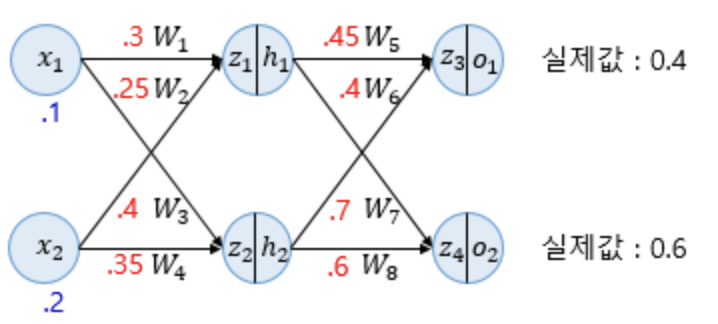 .3 W₁ .45 W₅
x₁ z₁ h₁ z₃ o₁ 실제값 : 0.4
.25 W₂ .4 W₆
.1
.4 W₃ .7 W₇
x₂ z₂ h₂ z₄ o₂ 실제값 : 0.6
.35 W₄ .6 W₈
.2